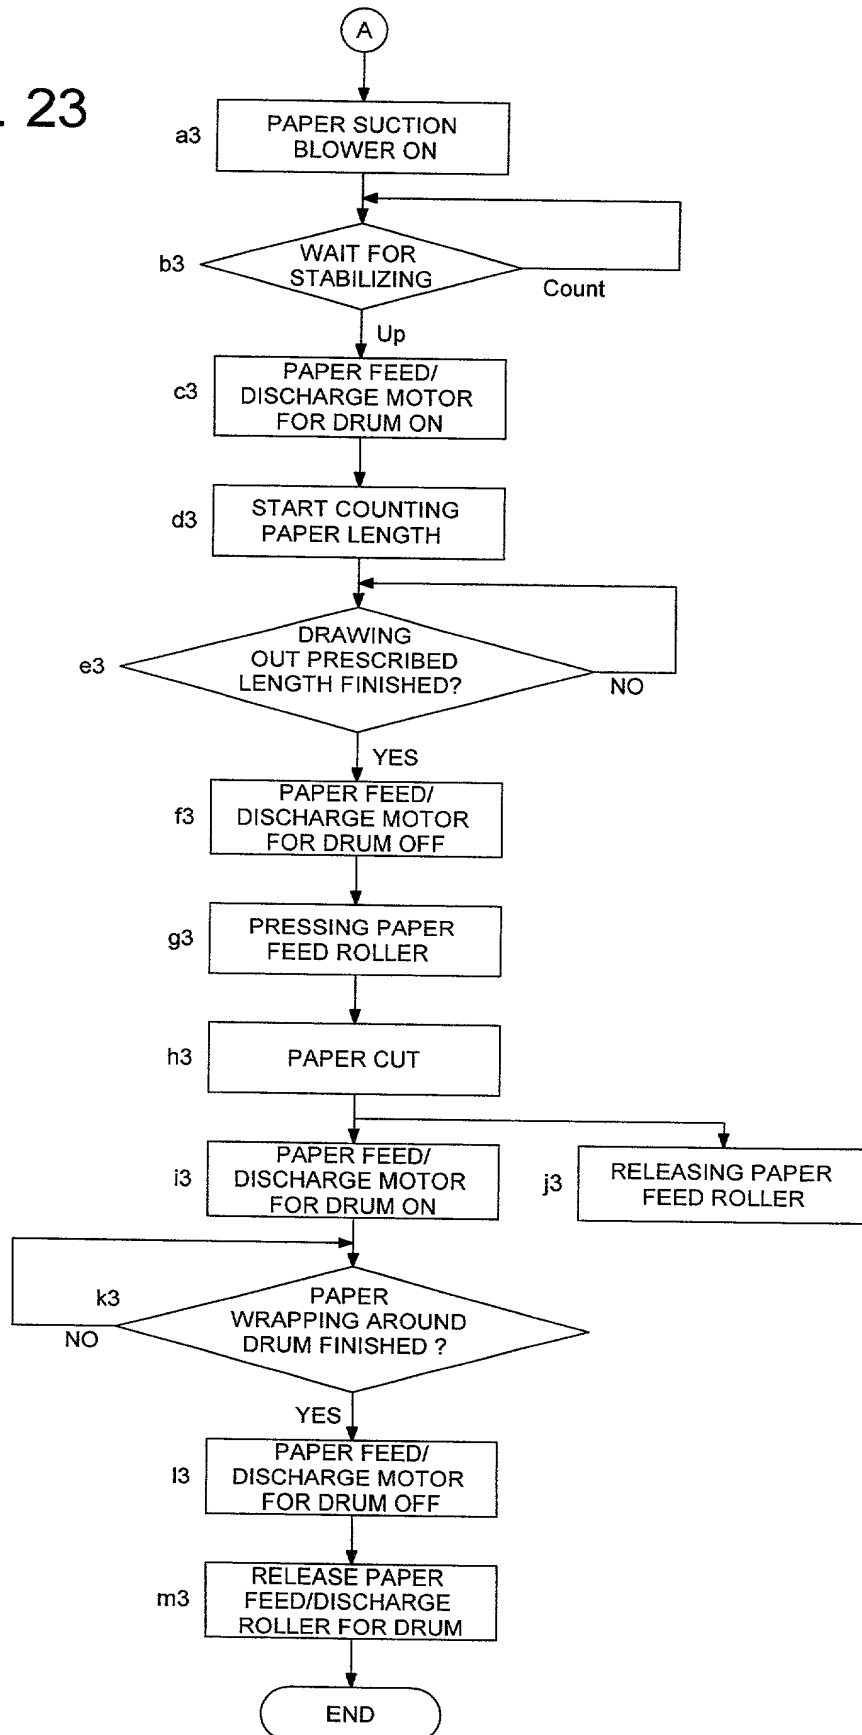 A
. 23
a3
PAPER SUCTION
BLOWER ON
b3
WAIT FOR
STABILIZING
Count
Up
c3
PAPER FEED/
DISCHARGE MOTOR
FOR DRUM ON
d3
START COUNTING
PAPER LENGTH
e3
DRAWING
OUT PRESCRIBED
LENGTH FINISHED?
NO
YES
f3
PAPER FEED/
DISCHARGE MOTOR
FOR DRUM OFF
g3
PRESSING PAPER
FEED ROLLER
h3
PAPER CUT
i3
PAPER FEED/
DISCHARGE MOTOR
FOR DRUM ON
j3
RELEASING PAPER
FEED ROLLER
k3
PAPER
WRAPPING AROUND
DRUM FINISHED ?
NO
YES
l3
PAPER FEED/
DISCHARGE MOTOR
FOR DRUM OFF
m3
RELEASE PAPER
FEED/DISCHARGE
ROLLER FOR DRUM
END